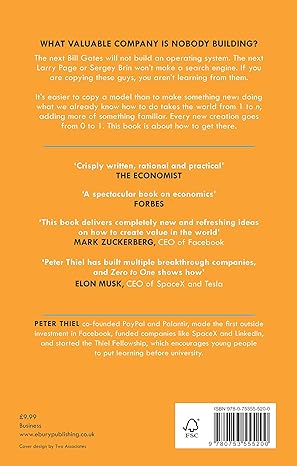 WHAT VALUABLE COMPANY IS NOBODY BUILDING?
The next Bill Gates will not build an operating system. The next
Larry Page or Sergey Brin won't make a search engine. If you
are copying these guys, you aren't learning from them.
It's easier to copy a model than to make something new: doing
what we already know how to do takes the world from 1 to n,
adding more of something familiar. Every new creation goes
from 0 to 1. This book is about how to get there.
'Crisply written, rational and practical'
THE ECONOMIST
'A spectacular book on economics'
FORBES
'This book delivers completely new and refreshing ideas
on how to create value in the world'
MARK ZUCKERBERG, CEO of Facebook
'Peter Thiel has built multiple breakthrough companies,
and Zero to One shows how'
ELON MUSK, CEO of SpaceX and Tesla
PETER THIEL co-founded PayPal and Palantir, made the first outside
investment in Facebook, funded companies like SpaceX and LinkedIn,
and started the Thiel Fellowship, which encourages young people
to put learning before university.
£9.99
Business
www.eburypublishing.co.uk
Cover design by Two Associates
FSC
ISBN 978-0-75355-520-0
9 780753 555200